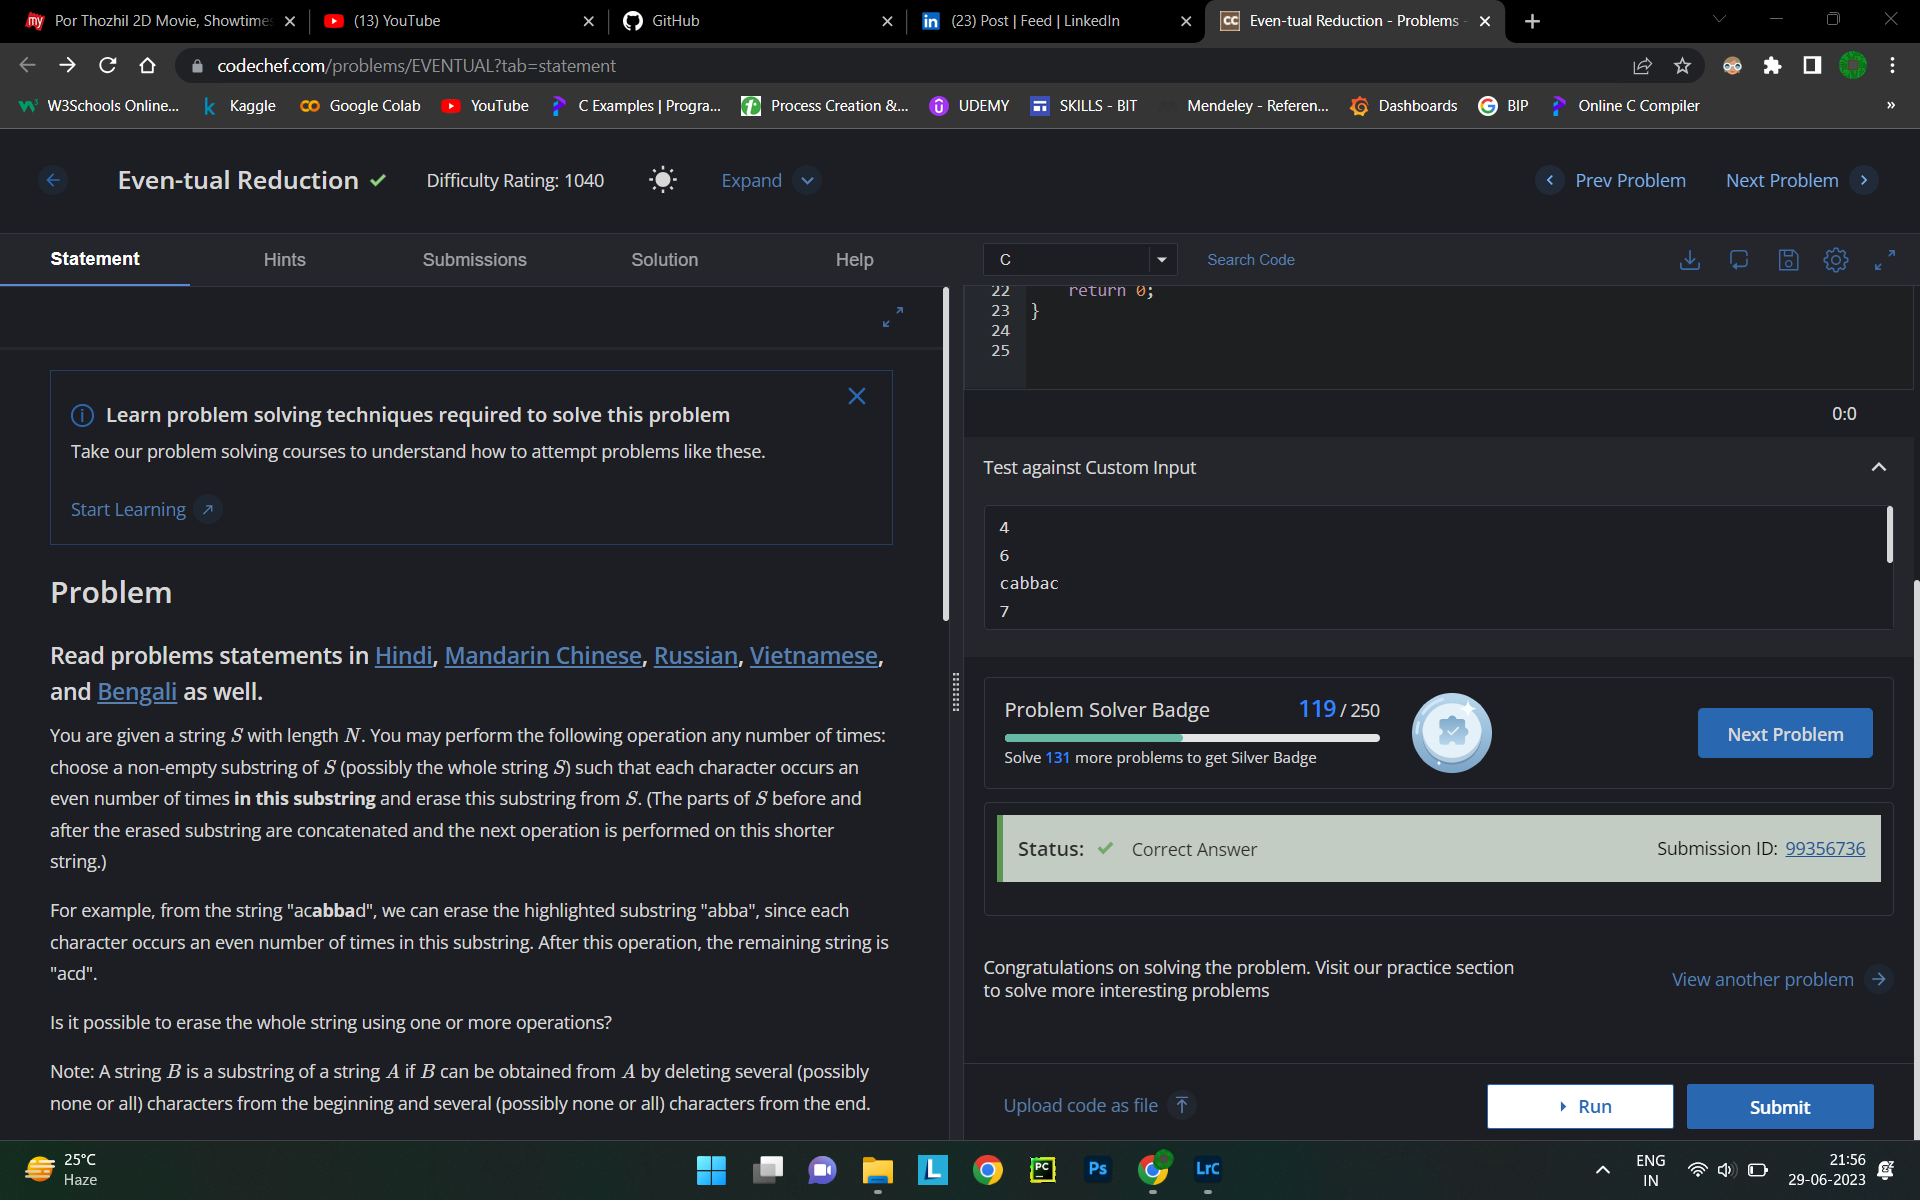 Por Thozhil 2D Movie, Showtimes
(13) YouTube
GitHub
(23) Post | Feed | LinkedIn
Even-tual Reduction - Problems -
codechef.com/problems/EVENTUAL?tab=statement
W3Schools Online...
Kaggle
Google Colab
YouTube
C Examples | Progra...
Process Creation &...
UDEMY
SKILLS - BIT
Mendeley - Referen...
Dashboards
BIP
Online C Compiler
»
Even-tual Reduction
Difficulty Rating: 1040
Expand
Prev Problem
Next Problem
Statement
Hints
Submissions
Solution
Help
C
Search Code
22 return 0;
23 }
24
25
0:0
Learn problem solving techniques required to solve this problem
Take our problem solving courses to understand how to attempt problems like these.
Start Learning
Problem
Read problems statements in Hindi, Mandarin Chinese, Russian, Vietnamese,
and Bengali as well.
You are given a string S with length N. You may perform the following operation any number of times:
choose a non-empty substring of S (possibly the whole string S) such that each character occurs an
even number of times in this substring and erase this substring from S. (The parts of S before and
after the erased substring are concatenated and the next operation is performed on this shorter
string.)
For example, from the string "acabbad", we can erase the highlighted substring "abba", since each
character occurs an even number of times in this substring. After this operation, the remaining string is
"acd".
Is it possible to erase the whole string using one or more operations?
Note: A string B is a substring of a string A if B can be obtained from A by deleting several (possibly
none or all) characters from the beginning and several (possibly none or all) characters from the end.
Test against Custom Input
4
6
cabbac
7
Problem Solver Badge
119 / 250
Solve 131 more problems to get Silver Badge
Next Problem
Status: Correct Answer
Submission ID: 99356736
Congratulations on solving the problem. Visit our practice section
to solve more interesting problems
View another problem
Upload code as file
Run
Submit
25°C
Haze
L
PC
Ps
LrC
ENG
IN
21:56
29-06-2023